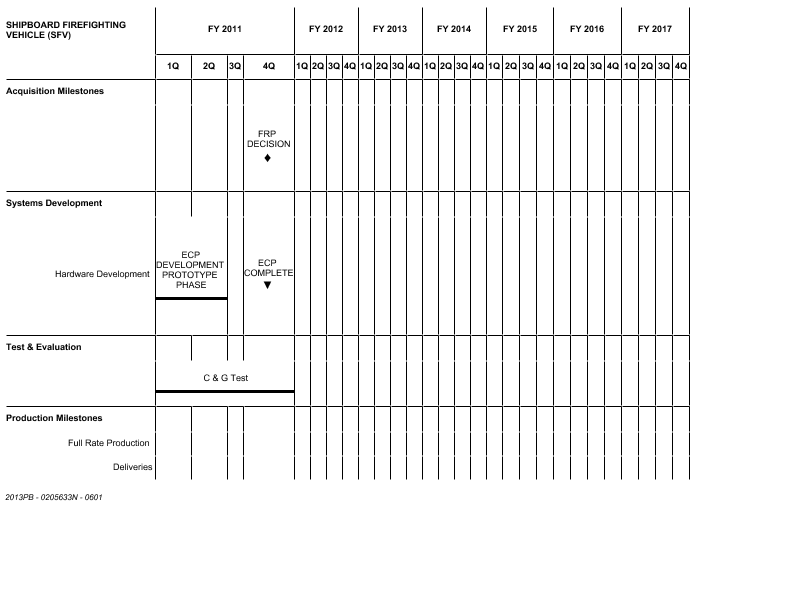 SHIPBOARD FIREFIGHTING
VEHICLE (SFV)
FY 2011 FY 2012 FY 2013 FY 2014 FY 2015 FY 2016 FY 2017
1Q 2Q 3Q 4Q 1Q 2Q 3Q 4Q 1Q 2Q 3Q 4Q 1Q 2Q 3Q 4Q 1Q 2Q 3Q 4Q 1Q 2Q 3Q 4Q 1Q 2Q 3Q 4Q
Acquisition Milestones
FRP
DECISION
Systems Development
Hardware Development
ECP
DEVELOPMENT
PROTOTYPE
PHASE
ECP
COMPLETE
Test & Evaluation
C & G Test
Production Milestones
Full Rate Production
Deliveries
2013PB - 0205633N - 0601